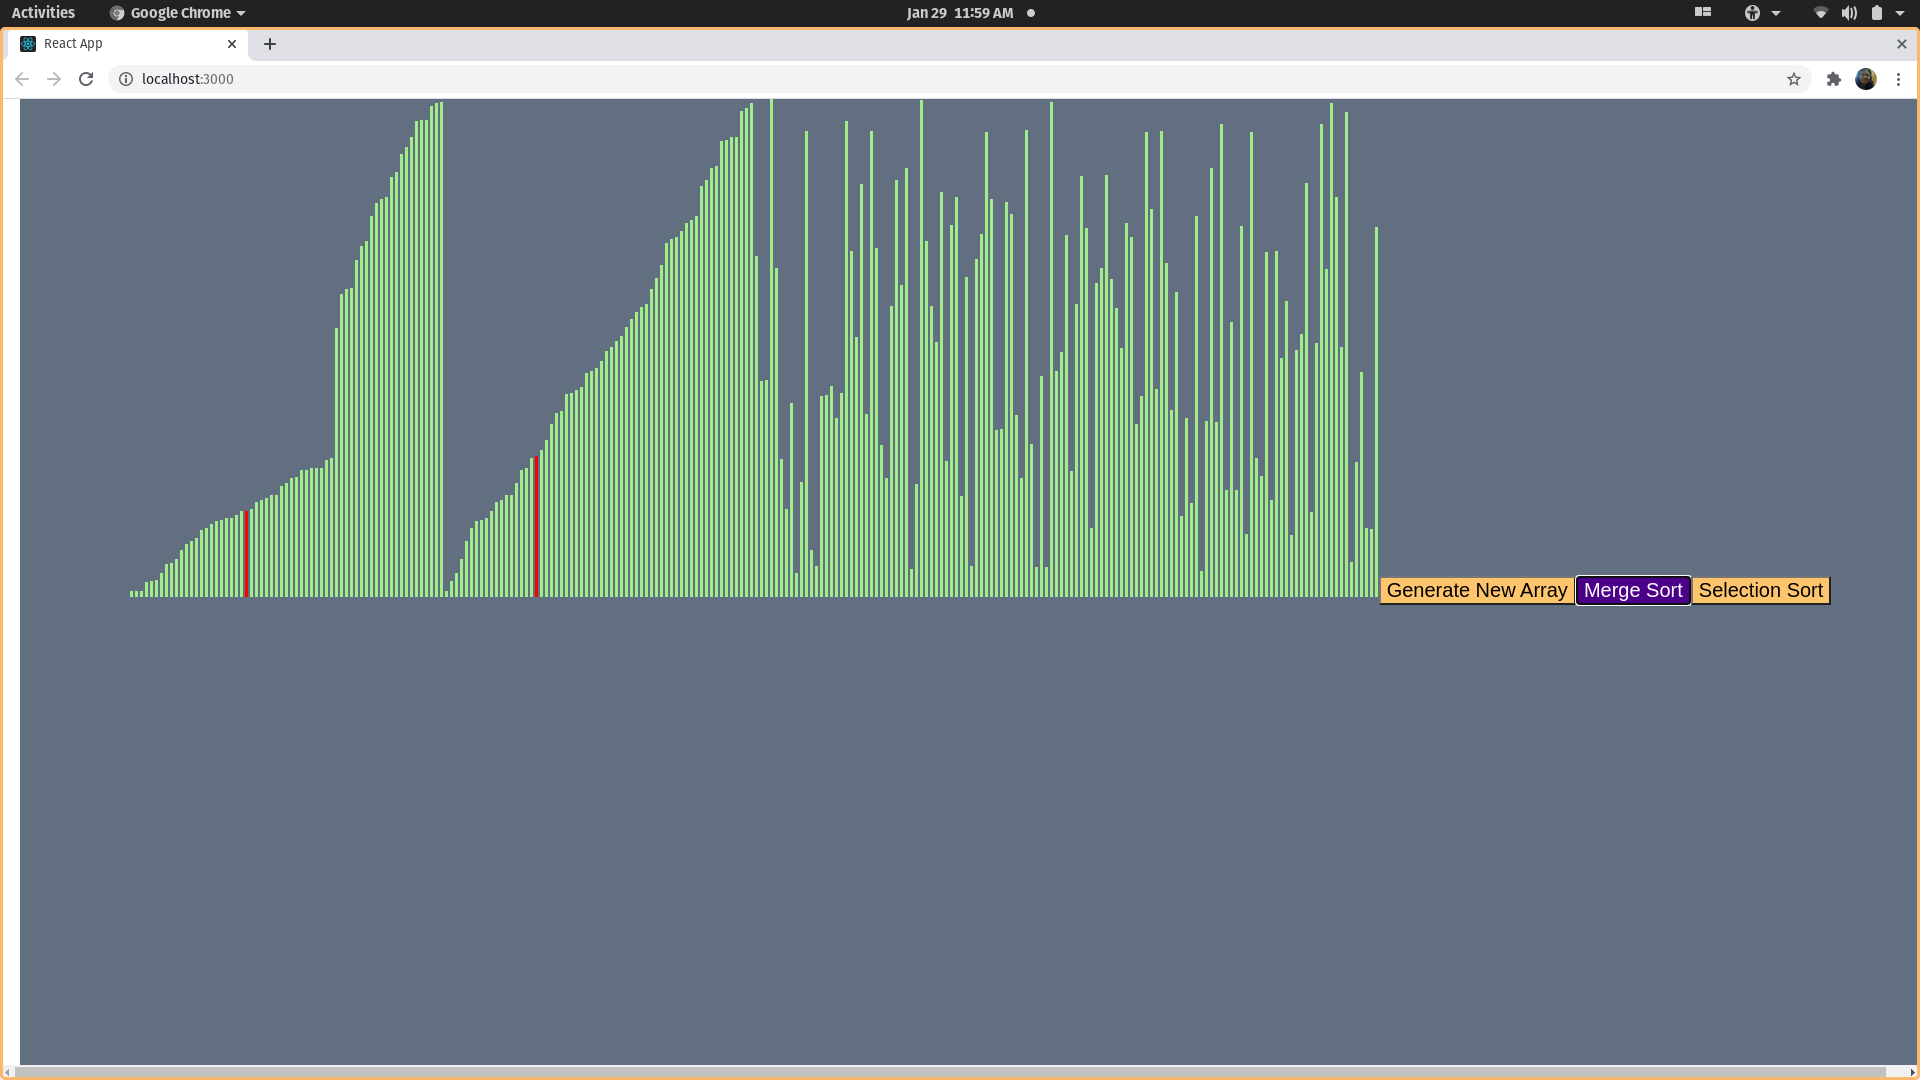 Activities Google Chrome Jan 29 11:59 AM
React App
localhost:3000
Generate New Array Merge Sort Selection Sort